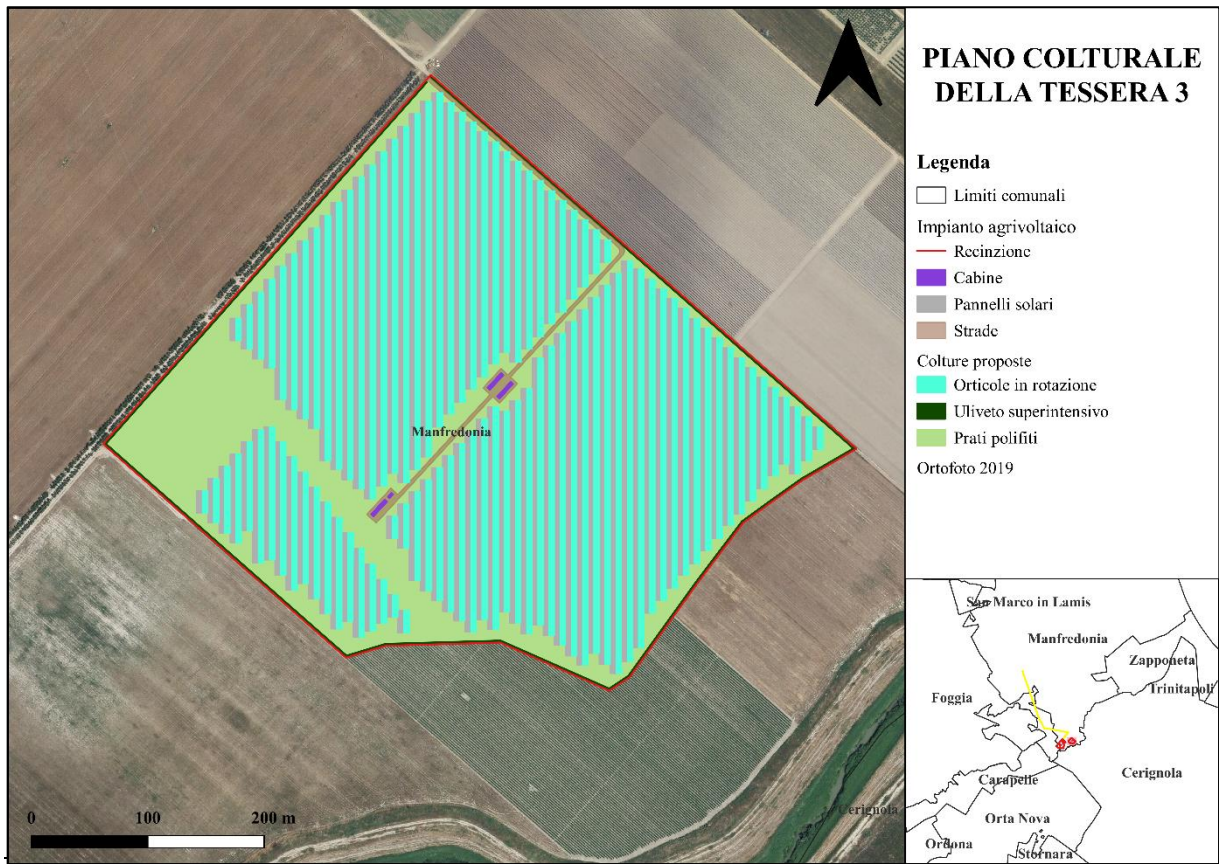 PIANO COLTURALE
DELLA TESSERA 3
Legenda
Limiti comunali
Impianto agrivoltaico
Recinzione
Cabine
Pannelli solari
Strade
Colture proposte
Orticole in rotazione
Uliveto superintensivo
Prati polifiti
Ortofoto 2019
Manfredonia
Cerignola
0 100 200 m
San Marco in Lamis
Manfredonia
Zapponeta
Trinitapoli
Foggia
Cerignola
Carapelle
Orta Nova
Ordona
Stornara